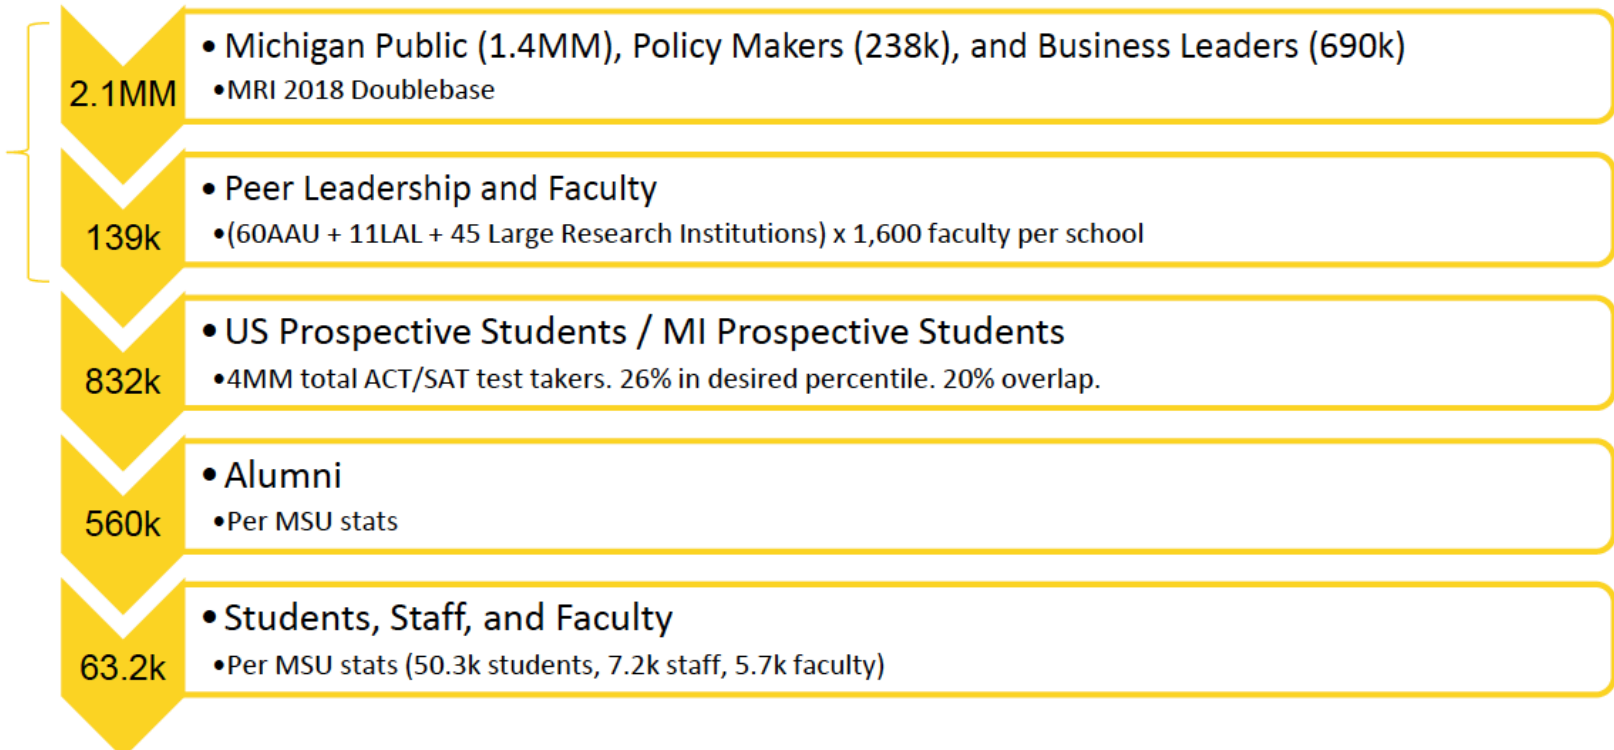 2.1MM
• Michigan Public (1.4MM), Policy Makers (238k), and Business Leaders (690k)
•MRI 2018 Doublebase
139k
• Peer Leadership and Faculty
•(60AAU + 11LAL + 45 Large Research Institutions) x 1,600 faculty per school
832k
• US Prospective Students / MI Prospective Students
•4MM total ACT/SAT test takers. 26% in desired percentile. 20% overlap.
560k
• Alumni
•Per MSU stats
63.2k
• Students, Staff, and Faculty
•Per MSU stats (50.3k students, 7.2k staff, 5.7k faculty)